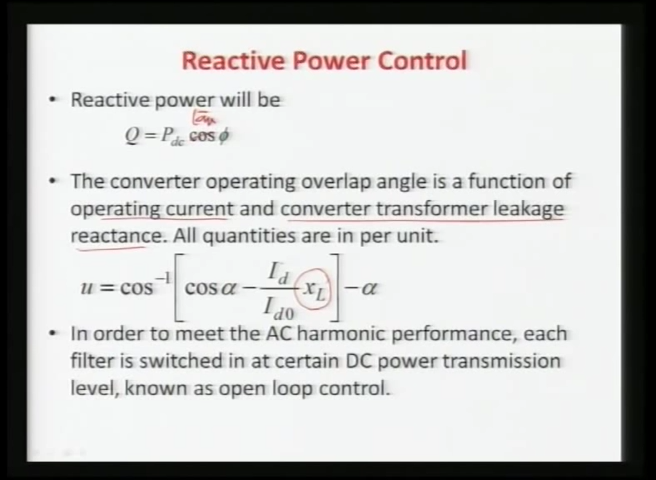 Reactive Power Control
• Reactive power will be
tan
Q = P_dc cos ϕ
• The converter operating overlap angle is a function of
operating current and converter transformer leakage
reactance. All quantities are in per unit.
u = cos⁻¹[cos α − (I_d / I_d0) x_L] − α
• In order to meet the AC harmonic performance, each
filter is switched in at certain DC power transmission
level, known as open loop control.